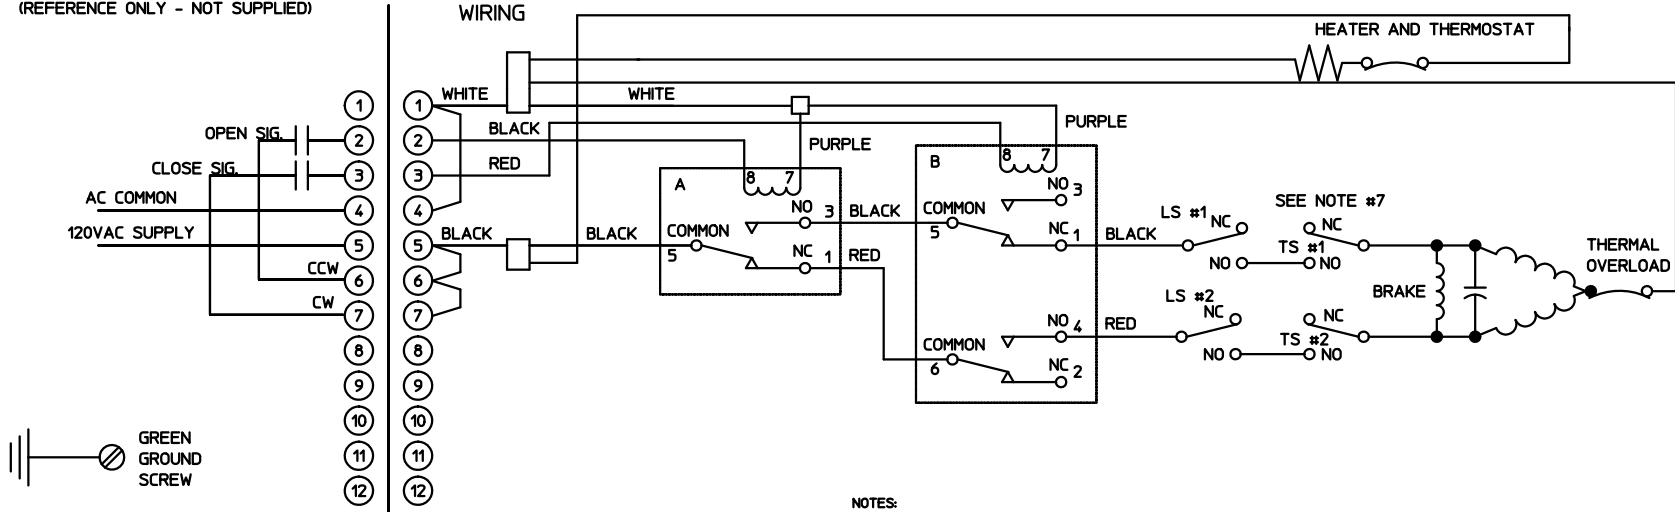 (REFERENCE ONLY - NOT SUPPLIED)
WIRING
HEATER AND THERMOSTAT
1
1
WHITE
WHITE
PURPLE
OPEN SIG.
2
2
BLACK
PURPLE
CLOSE SIG.
3
3
RED
A
8 7
B
8 7
AC COMMON
4
4
NO 3
BLACK
NO 3
COMMON
5
NC 1
BLACK
LS #1
NC
NO
SEE NOTE #7
NC
TS #1
NO
120VAC SUPPLY
5
5
BLACK
BLACK
COMMON
5
NC 1
RED
THERMAL
OVERLOAD
CCW
6
6
BRAKE
CW
7
7
NO 4
RED
LS #2
NC
NO
NC
TS #2
NO
8
8
COMMON
6
NC 2
9
9
10
10
11
11
12
12
GREEN
GROUND
SCREW
NOTES: